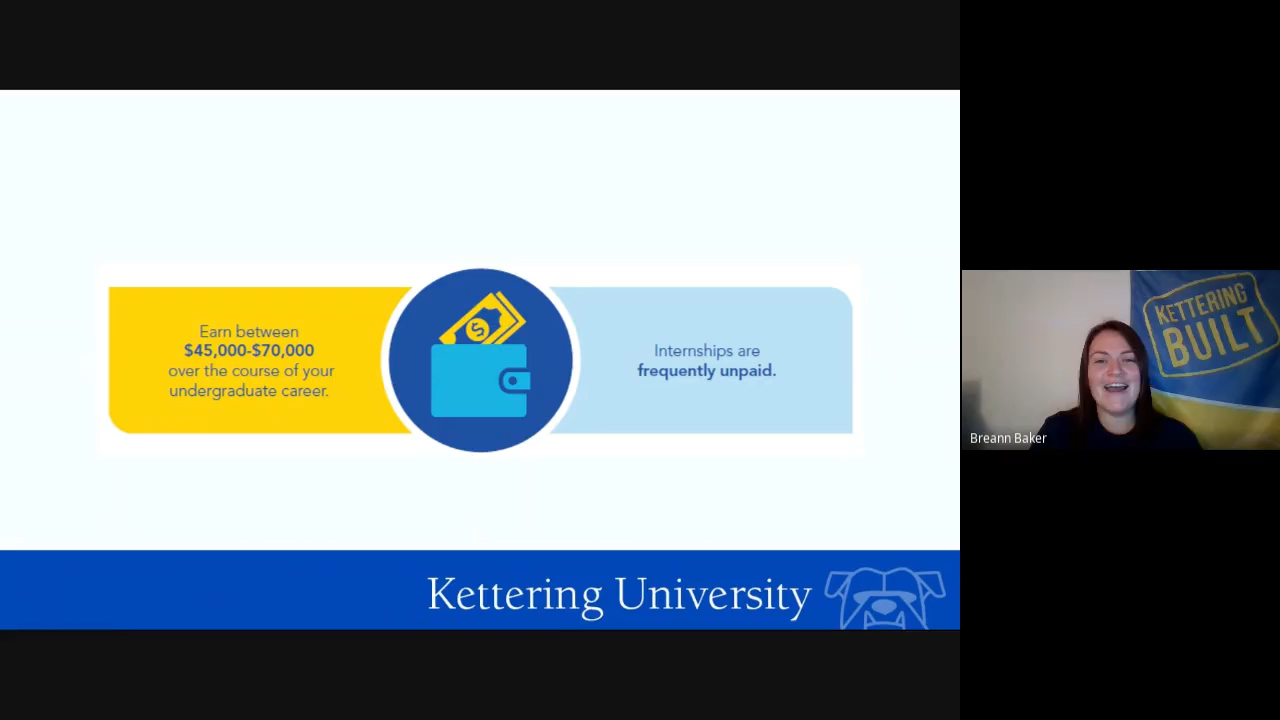 Earn between
$45,000-$70,000
over the course of your
undergraduate career.
$
Internships are
frequently unpaid.
Kettering University
KETTERING
BUILT
Breann Baker